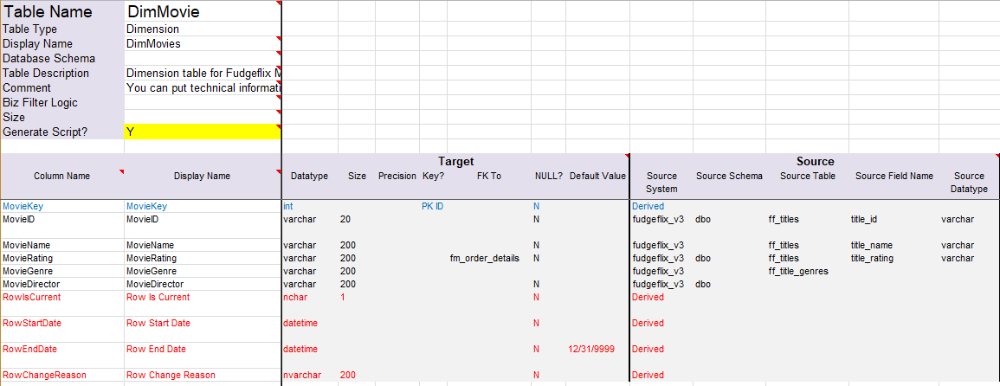 Table Name DimMovie
Table Type Dimension
Display Name DimMovies
Database Schema
Table Description Dimension table for Fudgeflix M
Comment You can put technical informati
Biz Filter Logic
Size
Generate Script? Y
Target Source
Column Name Display Name Datatype Size Precision Key? FK To NULL? Default Value Source System Source Schema Source Table Source Field Name Source Datatype
MovieKey MovieKey int PK ID N Derived
MovieID MovieID varchar 20 N fudgeflix_v3 dbo ff_titles title_id varchar
MovieName MovieName varchar 200 N fudgeflix_v3 ff_titles title_name varchar
MovieRating MovieRating varchar 200 fm_order_details N fudgeflix_v3 dbo ff_titles title_rating varchar
MovieGenre MovieGenre varchar 200 fudgeflix_v3 ff_title_genres
MovieDirector MovieDirector varchar 200 N fudgeflix_v3 dbo
RowIsCurrent Row Is Current nchar 1 N Derived
RowStartDate Row Start Date datetime N Derived
RowEndDate Row End Date datetime N 12/31/9999 Derived
RowChangeReason Row Change Reason nvarchar 200 N Derived